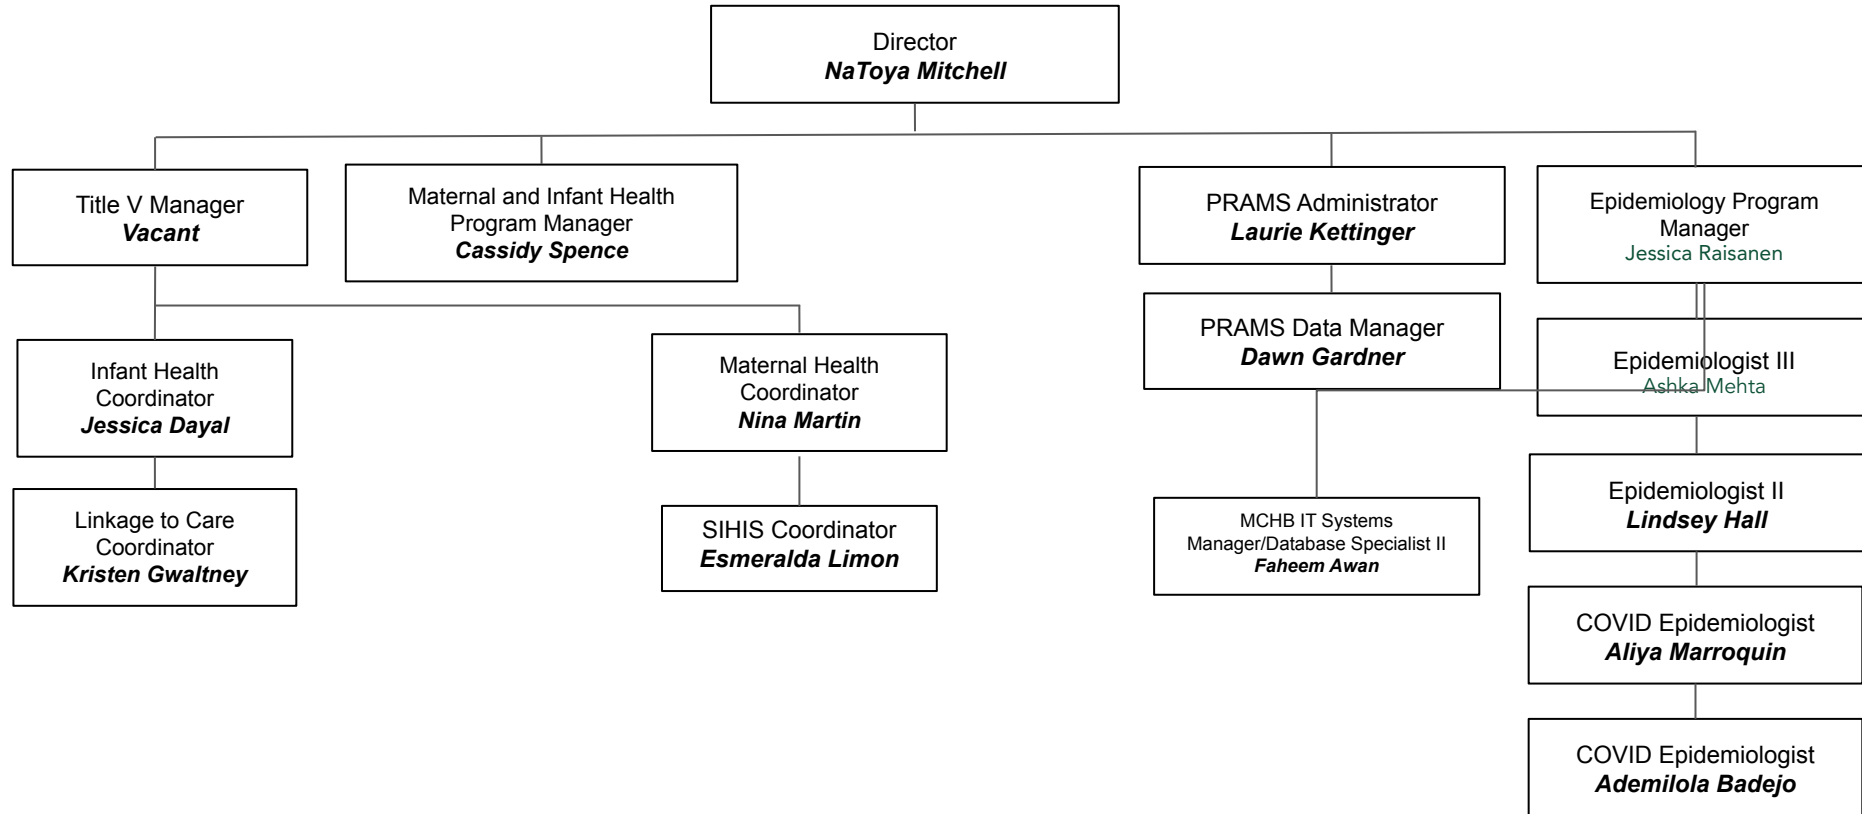 Director
NaToya Mitchell
Title V Manager
Vacant
Maternal and Infant Health
Program Manager
Cassidy Spence
PRAMS Administrator
Laurie Kettinger
Epidemiology Program
Manager
Jessica Raisanen
PRAMS Data Manager
Dawn Gardner
Epidemiologist III
Ashka Mehta
Infant Health
Coordinator
Jessica Dayal
Maternal Health
Coordinator
Nina Martin
Epidemiologist II
Lindsey Hall
Linkage to Care
Coordinator
Kristen Gwaltney
SIHIS Coordinator
Esmeralda Limon
MCHB IT Systems
Manager/Database Specialist II
Faheem Awan
COVID Epidemiologist
Aliya Marroquin
COVID Epidemiologist
Ademilola Badejo